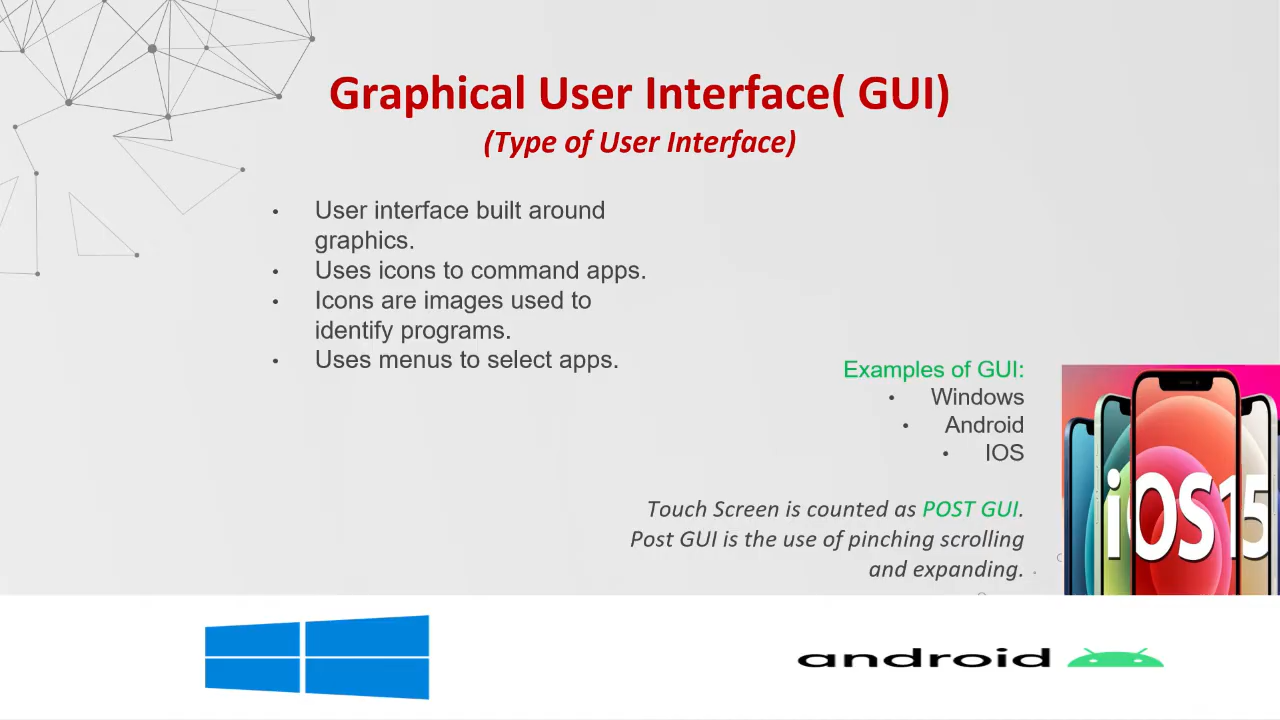 Graphical User Interface( GUI)
(Type of User Interface)
• User interface built around
graphics.
• Uses icons to command apps.
• Icons are images used to
identify programs.
• Uses menus to select apps.
Examples of GUI:
• Windows
• Android
• IOS
Touch Screen is counted as POST GUI.
Post GUI is the use of pinching scrolling
and expanding.
iOS15
android